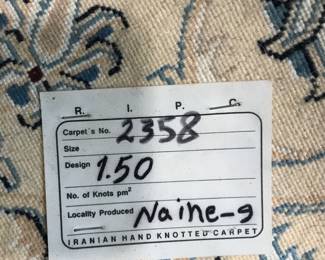 R. I. P. C.
Carpet's No. 2358
Size
Design 1.50
No. of Knots pm²
Locality Produced Naine-9
IRANIAN HAND KNOTTED CARPET